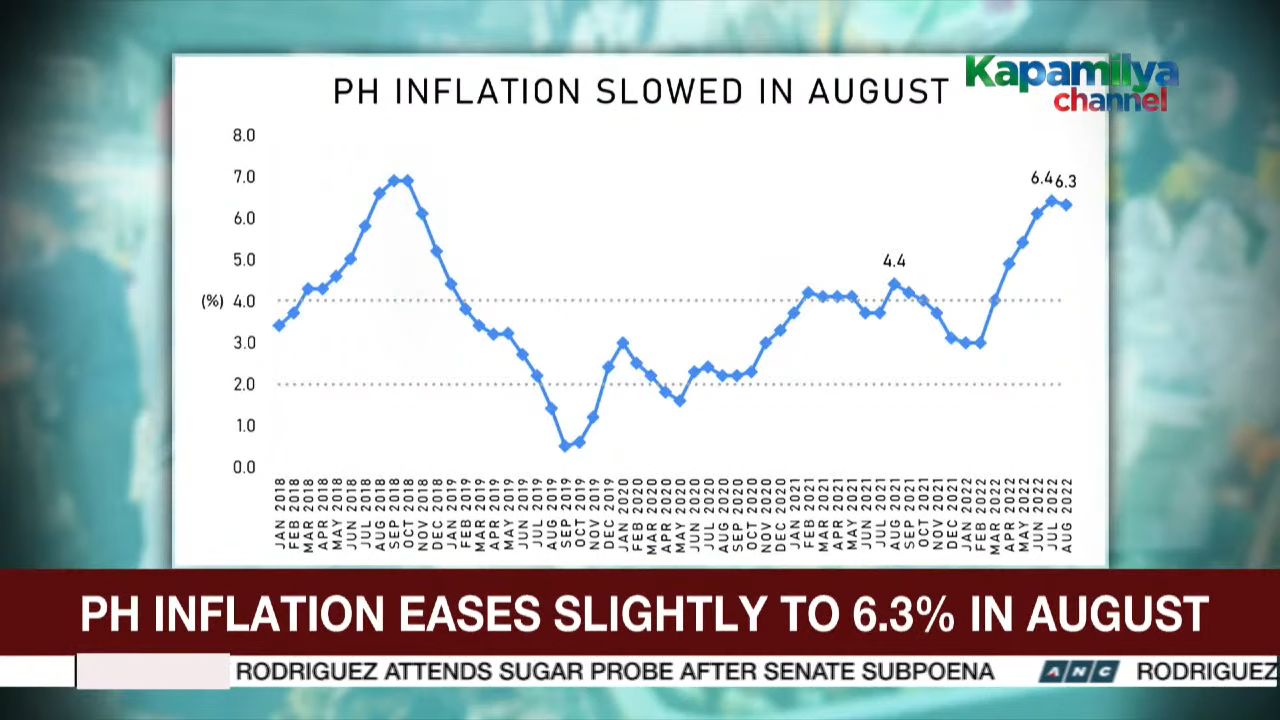 PH INFLATION SLOWED IN AUGUST
Kapamilya
channel
8.0
7.0
6.0
5.0
(%) 4.0
3.0
2.0
1.0
0.0
4.4
6.4 6.3
JAN 2018
FEB 2018
MAR 2018
APR 2018
MAY 2018
JUN 2018
JUL 2018
AUG 2018
SEP 2018
OCT 2018
NOV 2018
DEC 2018
JAN 2019
FEB 2019
MAR 2019
APR 2019
MAY 2019
JUN 2019
JUL 2019
AUG 2019
SEP 2019
OCT 2019
NOV 2019
DEC 2019
JAN 2020
FEB 2020
MAR 2020
APR 2020
MAY 2020
JUN 2020
JUL 2020
AUG 2020
SEP 2020
OCT 2020
NOV 2020
DEC 2020
JAN 2021
FEB 2021
MAR 2021
APR 2021
MAY 2021
JUN 2021
JUL 2021
AUG 2021
SEP 2021
OCT 2021
NOV 2021
DEC 2021
JAN 2022
FEB 2022
MAR 2022
APR 2022
MAY 2022
JUN 2022
JUL 2022
AUG 2022
PH INFLATION EASES SLIGHTLY TO 6.3% IN AUGUST
RODRIGUEZ ATTENDS SUGAR PROBE AFTER SENATE SUBPOENA ANC RODRIGUEZ